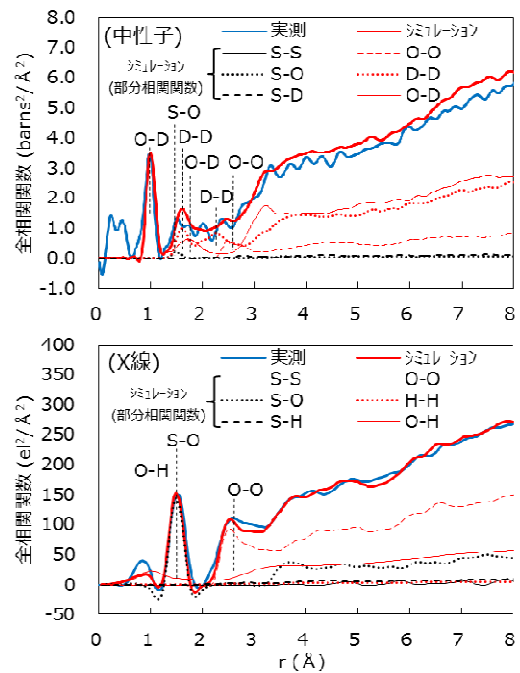 全相関関数 (barns²/Å²)
8.0
7.0
6.0
5.0
4.0
3.0
2.0
1.0
0.0
-1.0
(中性子)
実測 シミュレーション
シミュレーション
(部分相関関数)
S-S O-O
S-O D-D
S-D O-D
O-D
S-O
D-D
O-D
D-D
O-O
0 1 2 3 4 5 6 7 8
全相関関数 (el²/Å²)
400
350
300
250
200
150
100
50
0
-50
(X線)
実測 シミュレーション
シミュレーション
(部分相関関数)
S-S O-O
S-O H-H
S-H O-H
S-O
O-H
O-O
0 1 2 3 4 5 6 7 8
r (Å)